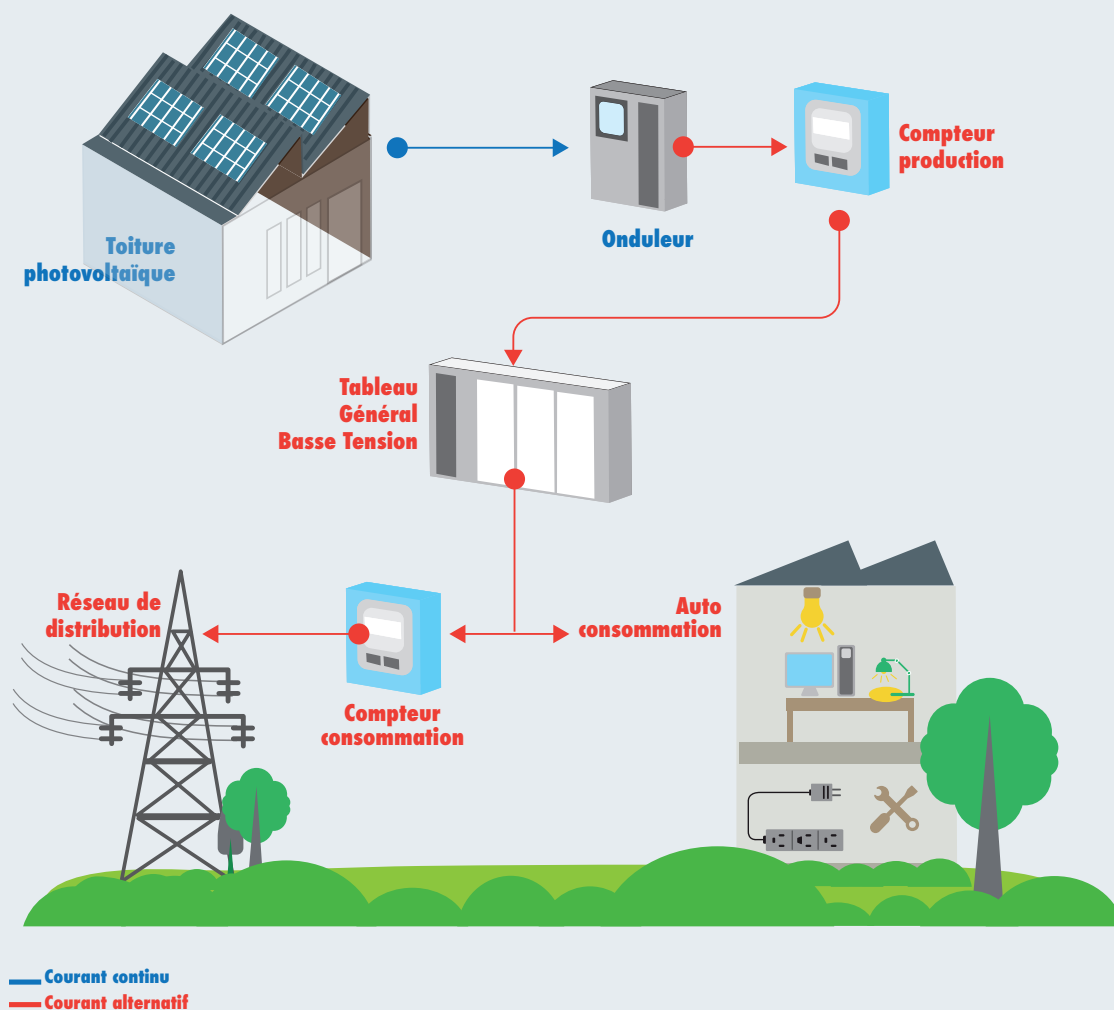 Toiture
photovoltaïque
Onduleur
Compteur
production
Tableau
Général
Basse Tension
Réseau de
distribution
Compteur
consommation
Auto
consommation
Courant continu
Courant alternatif